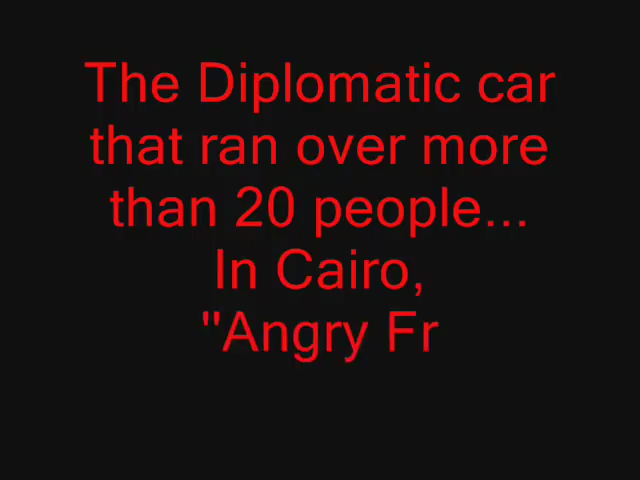 The Diplomatic car
that ran over more
than 20 people...
In Cairo,
"Angry Fr